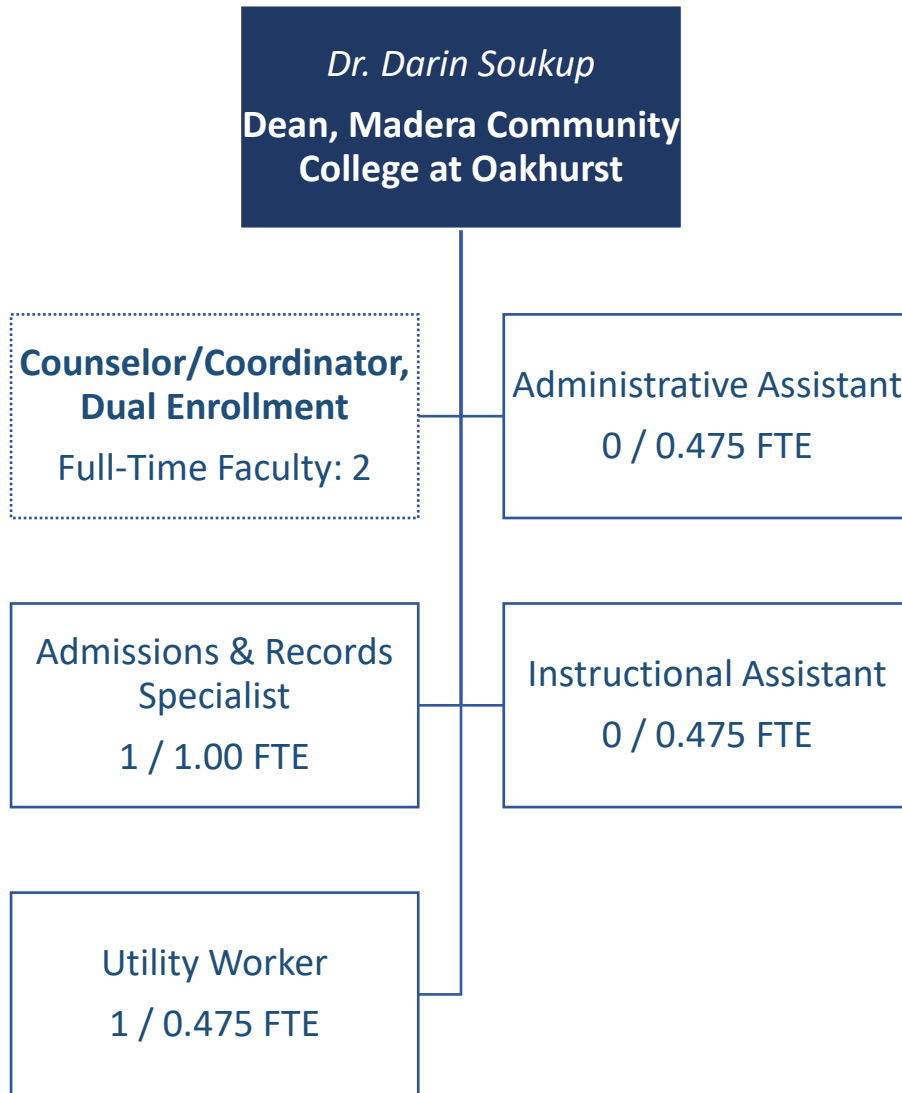 Dr. Darin Soukup
Dean, Madera Community
College at Oakhurst
Counselor/Coordinator,
Dual Enrollment
Full-Time Faculty: 2
Administrative Assistant
0 / 0.475 FTE
Admissions & Records
Specialist
1 / 1.00 FTE
Instructional Assistant
0 / 0.475 FTE
Utility Worker
1 / 0.475 FTE